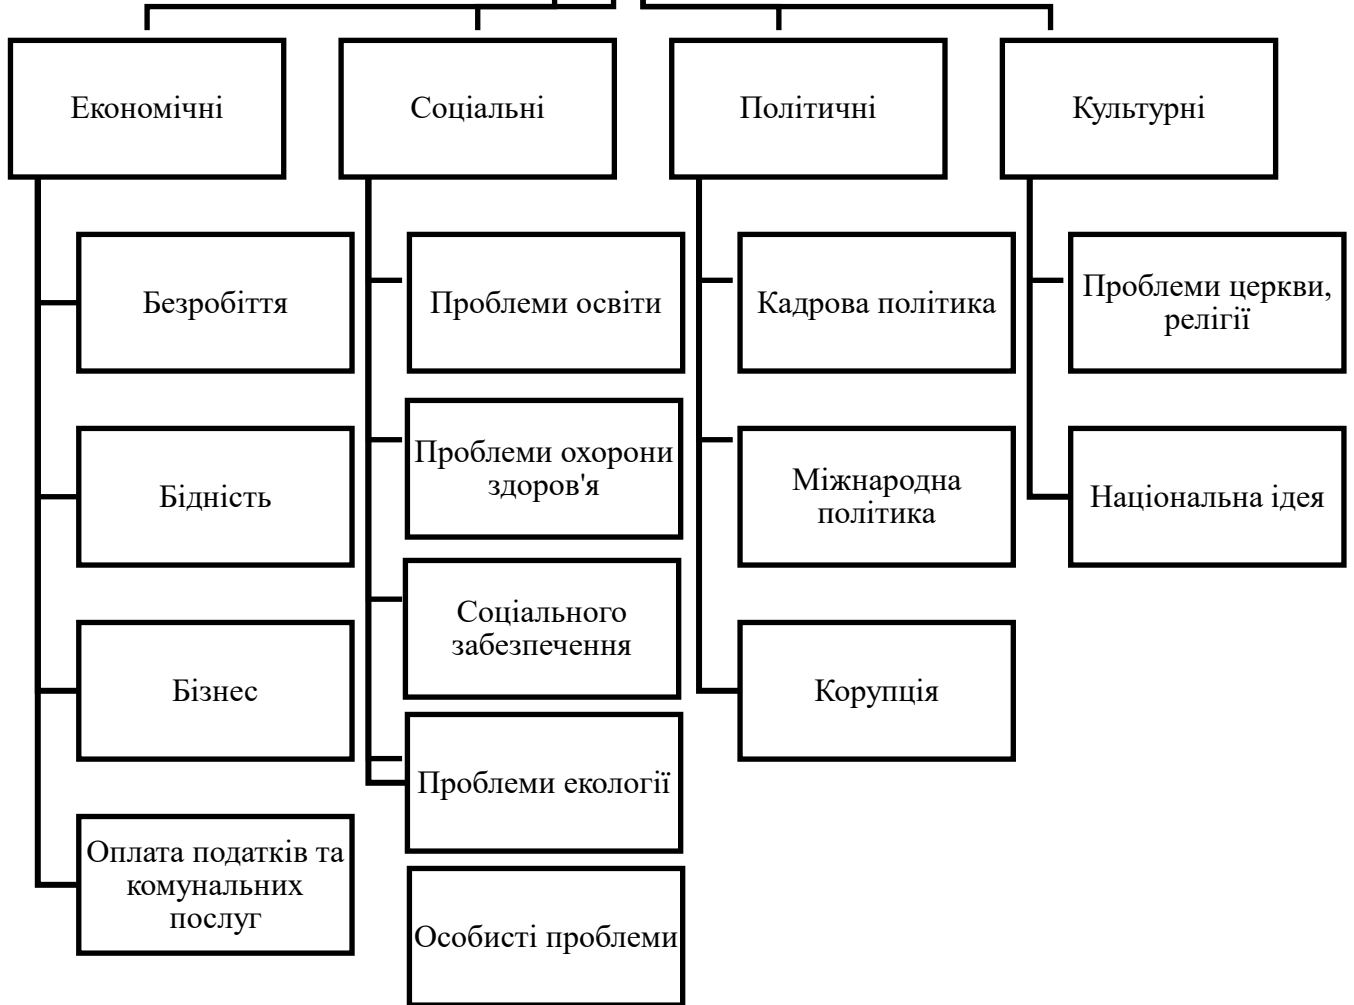 Економічні
Безробіття
Бідність
Бізнес
Оплата податків та
комунальних
послуг
Соціальні
Проблеми освіти
Проблеми охорони
здоров'я
Соціального
забезпечення
Проблеми екології
Особисті проблеми
Політичні
Кадрова політика
Міжнародна
політика
Корупція
Культурні
Проблеми церкви,
релігії
Національна ідея